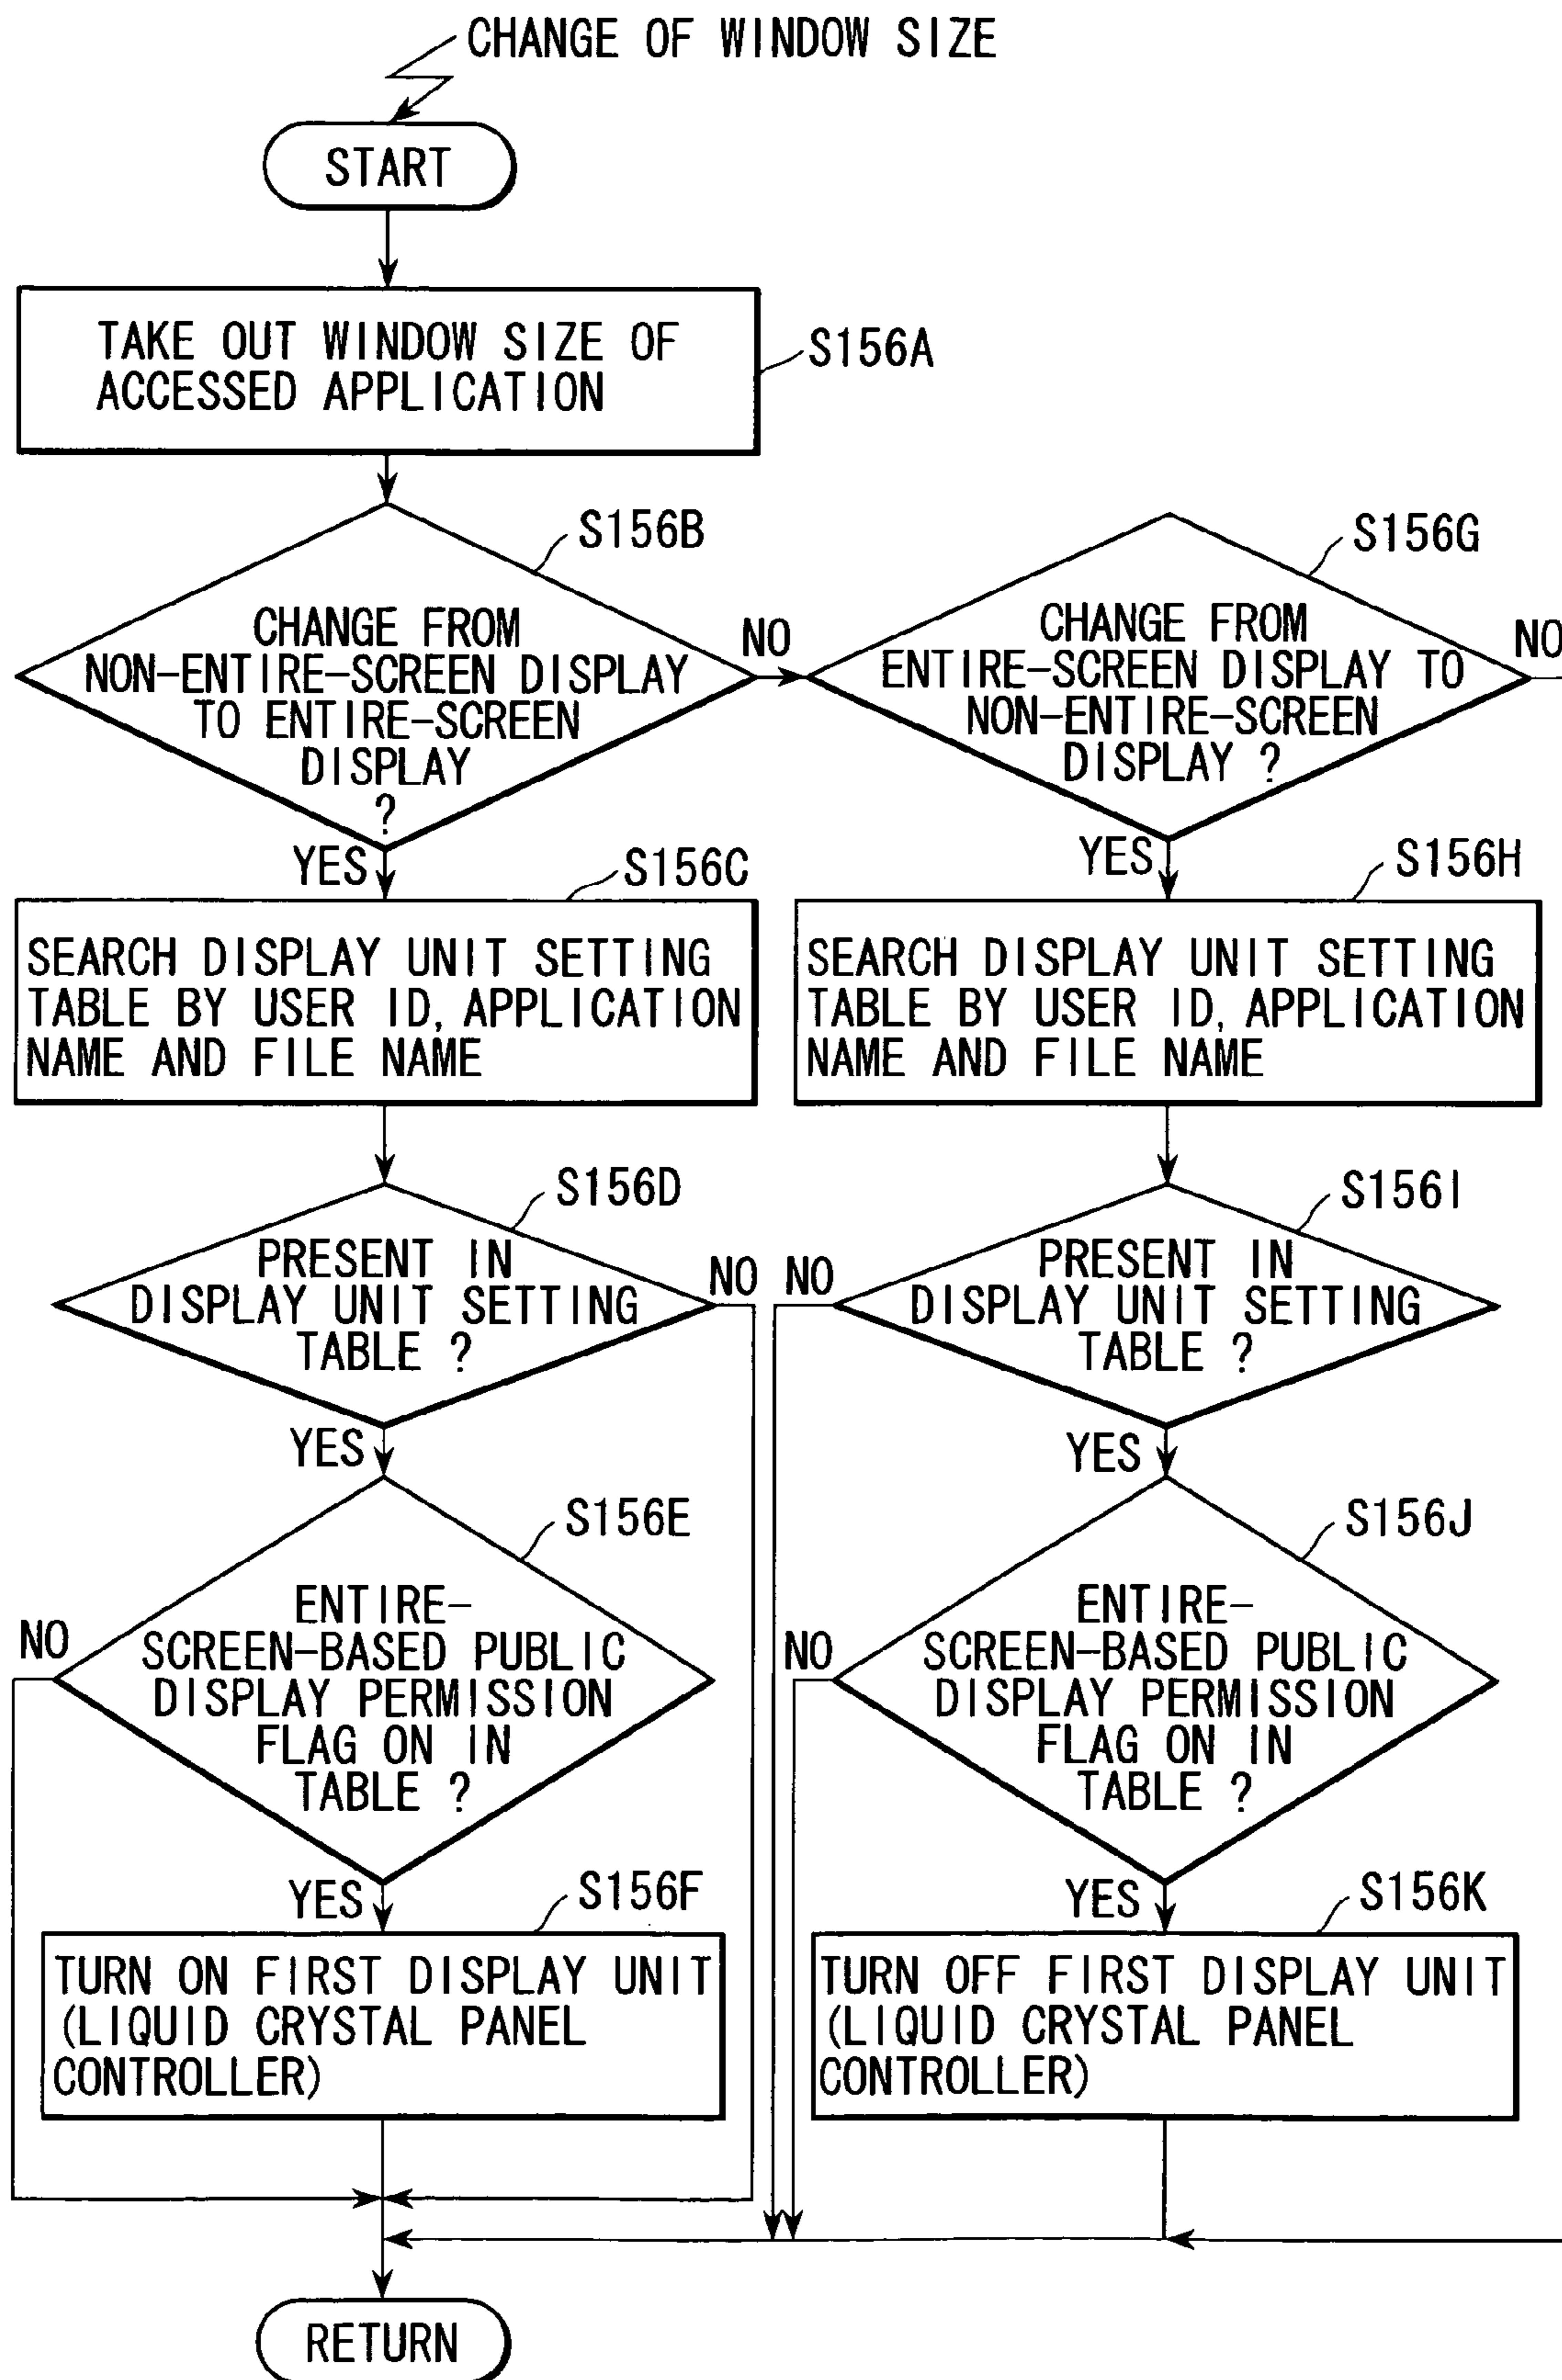 CHANGE OF WINDOW SIZE
START
TAKE OUT WINDOW SIZE OF
ACCESSED APPLICATION
S156A
S156B
CHANGE FROM
NON-ENTIRE-SCREEN DISPLAY
TO ENTIRE-SCREEN
DISPLAY
?
NO
YES
S156G
CHANGE FROM
ENTIRE-SCREEN DISPLAY TO
NON-ENTIRE-SCREEN
DISPLAY ?
NO
YES
S156C
SEARCH DISPLAY UNIT SETTING
TABLE BY USER ID, APPLICATION
NAME AND FILE NAME
S156H
SEARCH DISPLAY UNIT SETTING
TABLE BY USER ID, APPLICATION
NAME AND FILE NAME
S156D
PRESENT IN
DISPLAY UNIT SETTING
TABLE ?
NO
YES
S156I
PRESENT IN
DISPLAY UNIT SETTING
TABLE ?
NO
YES
S156E
ENTIRE-
SCREEN-BASED PUBLIC
DISPLAY PERMISSION
FLAG ON IN
TABLE ?
NO
YES
S156J
ENTIRE-
SCREEN-BASED PUBLIC
DISPLAY PERMISSION
FLAG ON IN
TABLE ?
NO
YES
S156F
TURN ON FIRST DISPLAY UNIT
(LIQUID CRYSTAL PANEL
CONTROLLER)
S156K
TURN OFF FIRST DISPLAY UNIT
(LIQUID CRYSTAL PANEL
CONTROLLER)
RETURN